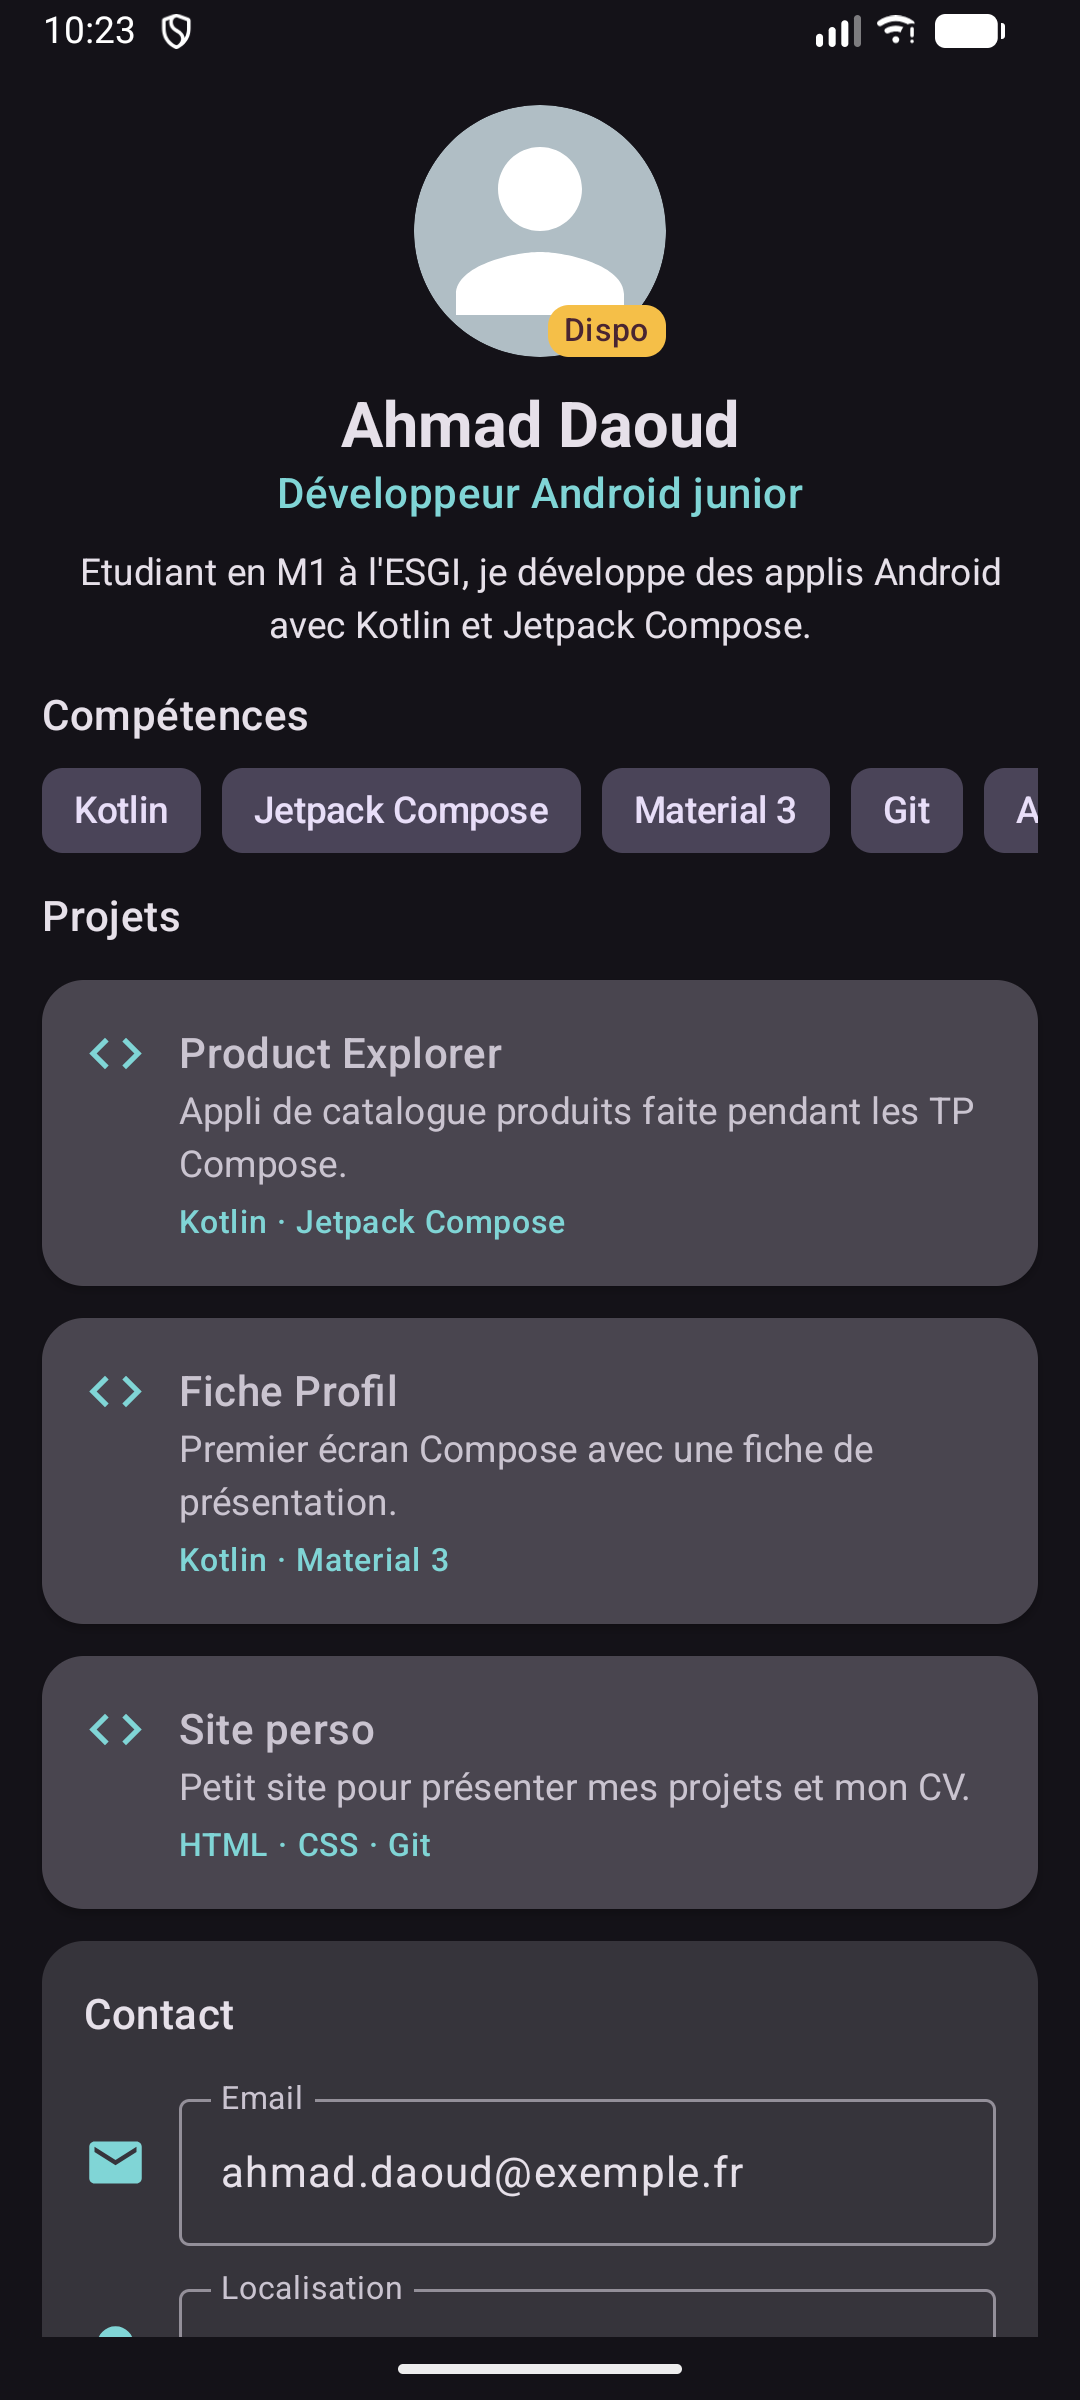 10:23
Dispo
Ahmad Daoud
Développeur Android junior
Etudiant en M1 à l'ESGI, je développe des applis Android
avec Kotlin et Jetpack Compose.
Compétences
Kotlin
Jetpack Compose
Material 3
Git
A
Projets
Product Explorer
Appli de catalogue produits faite pendant les TP
Compose.
Kotlin · Jetpack Compose
Fiche Profil
Premier écran Compose avec une fiche de
présentation.
Kotlin · Material 3
Site perso
Petit site pour présenter mes projets et mon CV.
HTML · CSS · Git
Contact
Email
ahmad.daoud@exemple.fr
Localisation